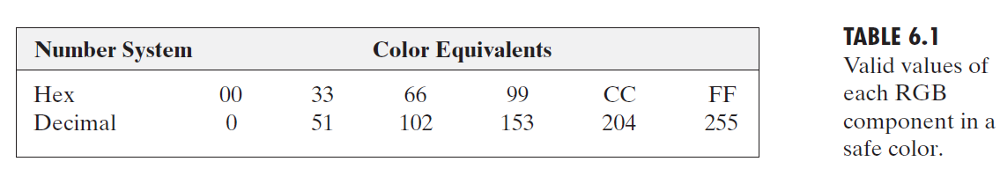 Number System Color Equivalents
Hex 00 33 66 99 CC FF
Decimal 0 51 102 153 204 255
TABLE 6.1
Valid values of
each RGB
component in a
safe color.